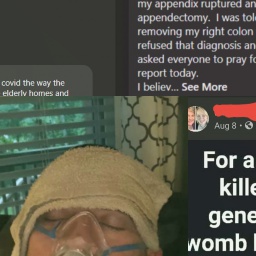 my appendix ruptured an
appendectomy. I was tol
removing my right colon
refused that diagnosis an
asked everyone to pray fo
report today.
I believ... See More
covid the way the
elderly homes and
Aug 8 •
For a
kille
gene
womb